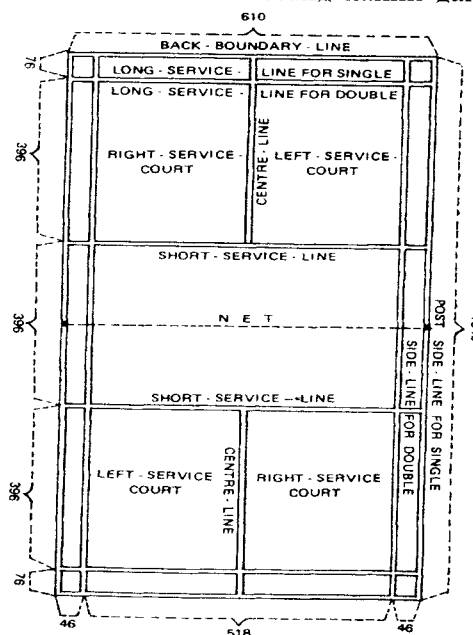 610
BACK - BOUNDARY - LINE
76
LONG - SERVICE - LINE FOR SINGLE
LONG - SERVICE - LINE FOR DOUBLE
396
RIGHT - SERVICE - COURT
CENTRE - LINE
LEFT - SERVICE - COURT
SHORT - SERVICE - LINE
396
N E T
POST
SIDE - LINE FOR SINGLE
SIDE - LINE FOR DOUBLE
SHORT - SERVICE - LINE
396
LEFT - SERVICE COURT
CENTRE - LINE
RIGHT - SERVICE COURT
76
46
518
46